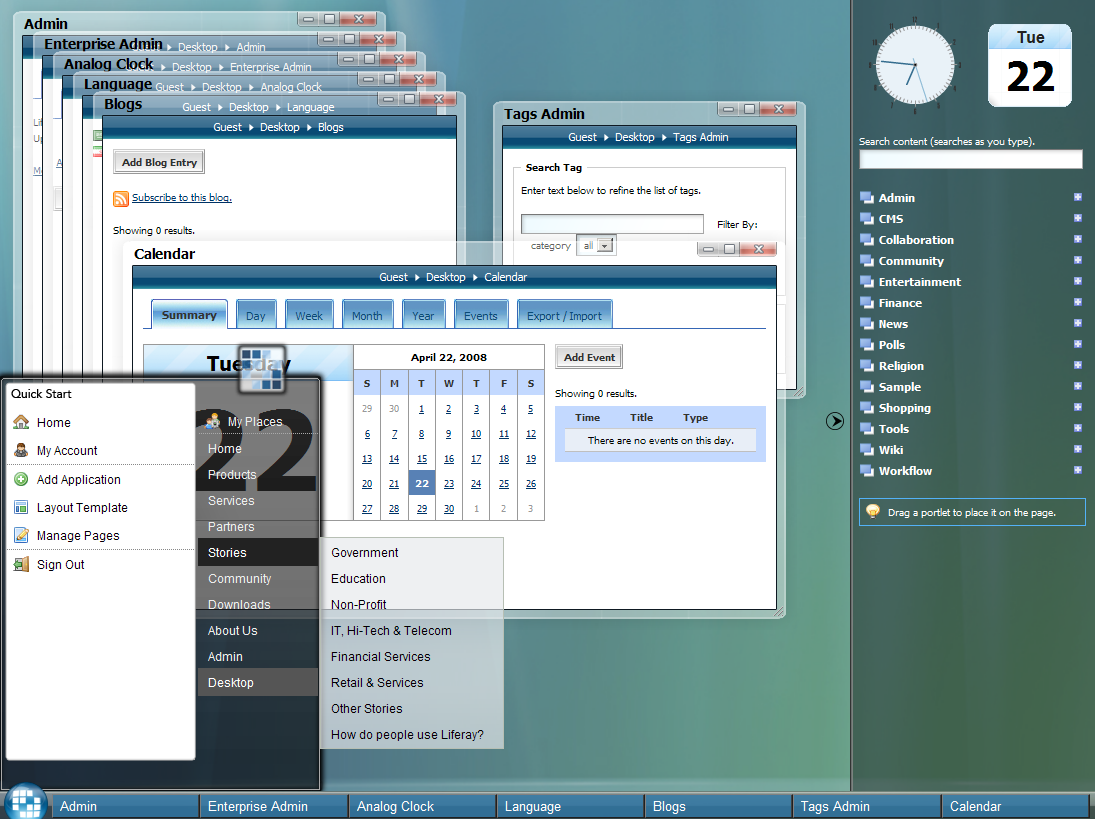 Admin
Enterprise Admin
Desktop Admin
Analog Clock
Desktop Enterprise Admin
Language
Guest Desktop Analog Clock
Blogs
Guest Desktop Language
Guest Desktop Blogs
Add Blog Entry
Subscribe to this blog.
Showing 0 results.
Tags Admin
Guest Desktop Tags Admin
Search Tag
Enter text below to refine the list of tags.
Filter By:
category all
Calendar
Guest Desktop Calendar
Summary Day Week Month Year Events Export / Import
Tuesday
22
April 22, 2008
S M T W T F S
29 30 1 2 3 4 5
6 7 8 9 10 11 12
13 14 15 16 17 18 19
20 21 22 23 24 25 26
27 28 29 30 1 2 3
Add Event
Showing 0 results.
Time Title Type
There are no events on this day.
Quick Start
Home
My Account
Add Application
Layout Template
Manage Pages
Sign Out
My Places
Home
Products
Services
Partners
Stories
Community
Downloads
About Us
Admin
Desktop
Government
Education
Non-Profit
IT, Hi-Tech & Telecom
Financial Services
Retail & Services
Other Stories
How do people use Liferay?
Tue
22
Search content (searches as you type).
Admin
CMS
Collaboration
Community
Entertainment
Finance
News
Polls
Religion
Sample
Shopping
Tools
Wiki
Workflow
Drag a portlet to place it on the page.
Admin Enterprise Admin Analog Clock Language Blogs Tags Admin Calendar